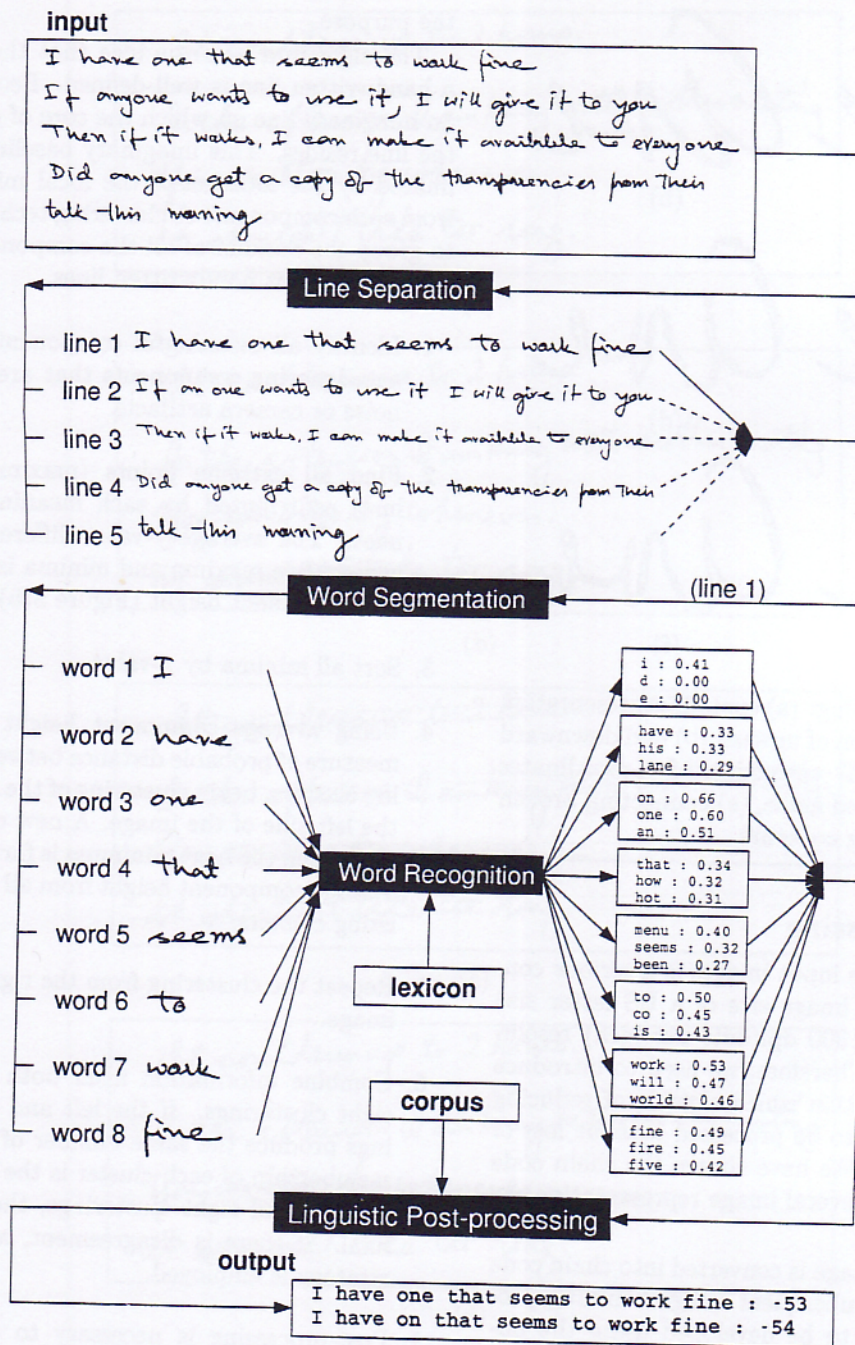 input
I have one that seems to work fine
If anyone wants to use it, I will give it to you
Then if it works, I can make it availible to everyone
Did anyone get a copy of the transparencies from their
talk this morning
Line Separation
line 1 I have one that seems to work fine
line 2 If an one wants to use it I will give it to you
line 3 Then if it works, I can make it availible to everyone
line 4 Did anyone get a copy of the transparencies from their
line 5 talk this morning
Word Segmentation
(line 1)
word 1 I
word 2 have
word 3 one
word 4 that
word 5 seems
word 6 to
word 7 work
word 8 fine
Word Recognition
lexicon
i : 0.41
d : 0.00
e : 0.00
have : 0.33
his : 0.33
lane : 0.29
on : 0.66
one : 0.60
an : 0.51
that : 0.34
how : 0.32
hot : 0.31
menu : 0.40
seems : 0.32
been : 0.27
to : 0.50
co : 0.45
is : 0.43
work : 0.53
will : 0.47
world : 0.46
fine : 0.49
fire : 0.45
five : 0.42
corpus
Linguistic Post-processing
output
I have one that seems to work fine : -53
I have on that seems to work fine : -54